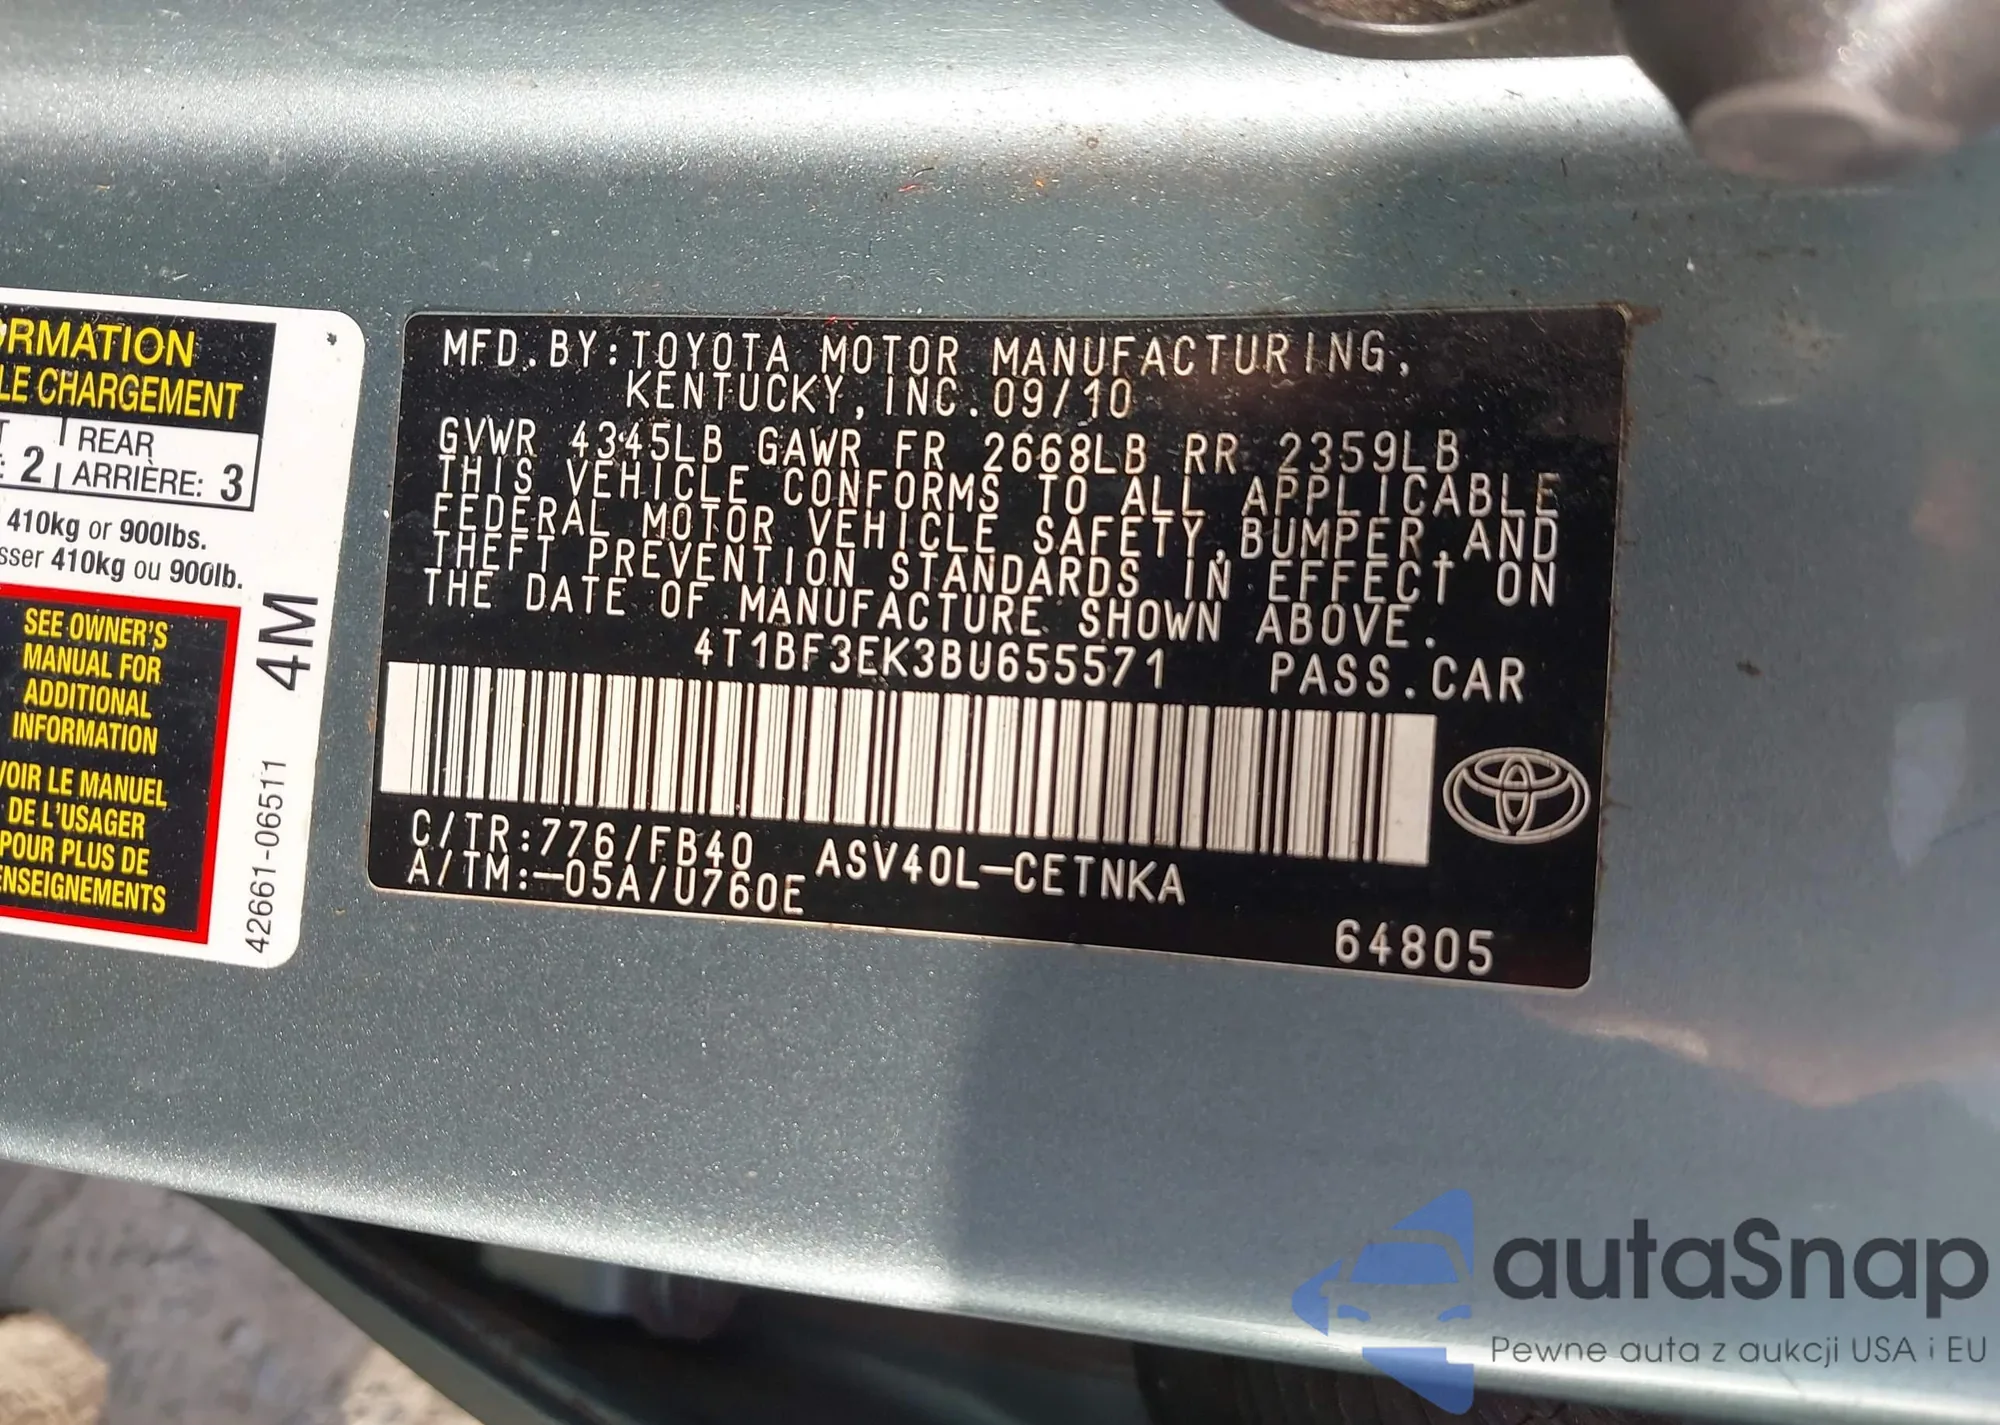 ORMATION
LE CHARGEMENT
2
REAR
ARRIÈRE: 3
410kg or 900lbs.
sser 410kg ou 900lb.
SEE OWNER'S
MANUAL FOR
ADDITIONAL
INFORMATION
VOIR LE MANUEL
DE L'USAGER
POUR PLUS DE
ENSEIGNEMENTS
4M
42661-06511
MFD.BY:TOYOTA MOTOR MANUFACTURING,
KENTUCKY, INC. 09/10
GVWR 4345LB GAWR FR 2668LB RR 2359LB
THIS VEHICLE CONFORMS TO ALL APPLICABLE
FEDERAL MOTOR VEHICLE SAFETY,BUMPER,AND
THEFT PREVENTION STANDARDS IN EFFECT ON
THE DATE OF MANUFACTURE SHOWN ABOVE.
4T1BF3EK3BU655571 PASS.CAR
C/TR:776/FB40 ASV40L-CETNKA
A/TM:-05A/U760E
64805
autaSnap
Pewne auta z aukcji USA i EU